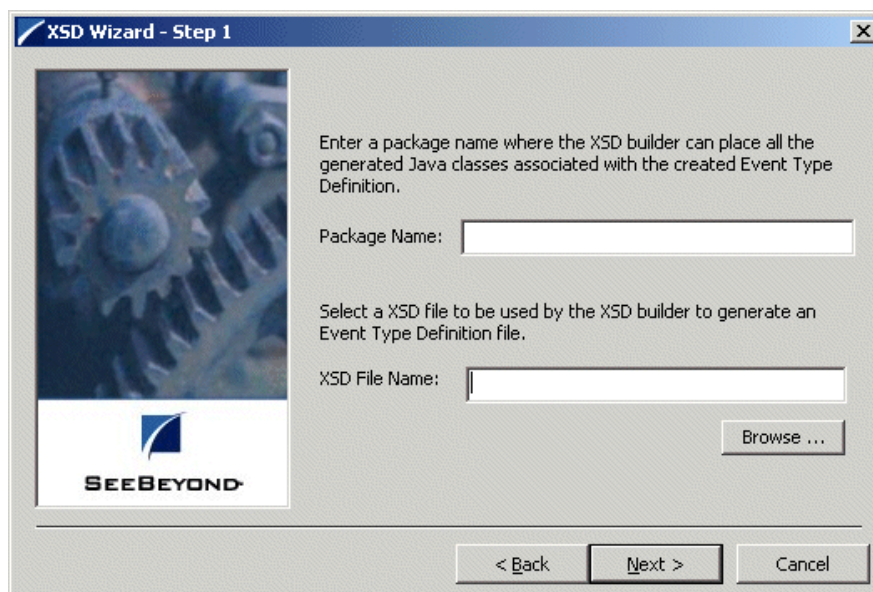 XSD Wizard - Step 1
Enter a package name where the XSD builder can place all the
generated Java classes associated with the created Event Type
Definition.
Package Name:
Select a XSD file to be used by the XSD builder to generate an
Event Type Definition file.
XSD File Name:
Browse ...
SEEBEYOND
< Back
Next >
Cancel